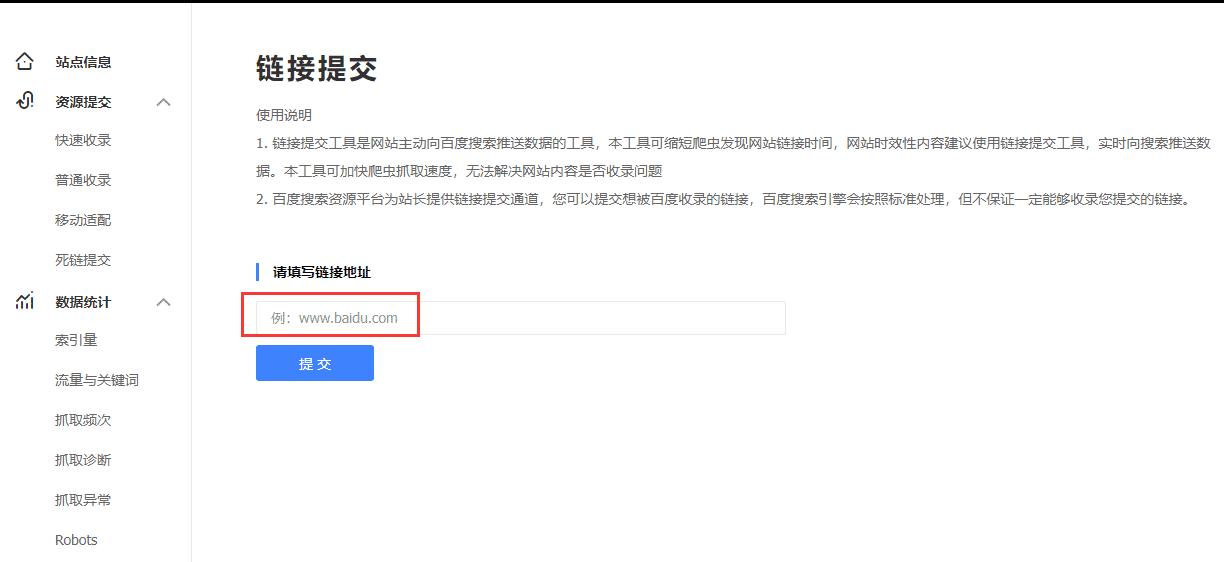 站点信息
资源提交
快速收录
普通收录
移动适配
死链提交
数据统计
索引量
流量与关键词
抓取频次
抓取诊断
抓取异常
Robots
链接提交
使用说明
1. 链接提交工具是网站主动向百度搜索推送数据的工具，本工具可缩短爬虫发现网站链接时间，网站时效性内容建议使用链接提交工具，实时向搜索推送数
据。本工具可加快爬虫抓取速度，无法解决网站内容是否收录问题
2. 百度搜索资源平台为站长提供链接提交通道，您可以提交想被百度收录的链接，百度搜索引擎会按照标准处理，但不保证一定能够收录您提交的链接。
请填写链接地址
例：www.baidu.com
提 交